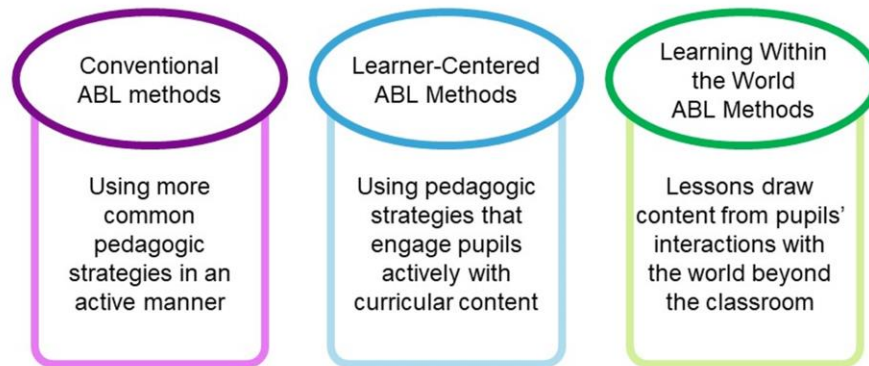 Conventional
ABL methods
Using more
common
pedagogic
strategies in an
active manner
Learner-Centered
ABL Methods
Using pedagogic
strategies that
engage pupils
actively with
curricular content
Learning Within
the World
ABL Methods
Lessons draw
content from pupils’
interactions with
the world beyond
the classroom